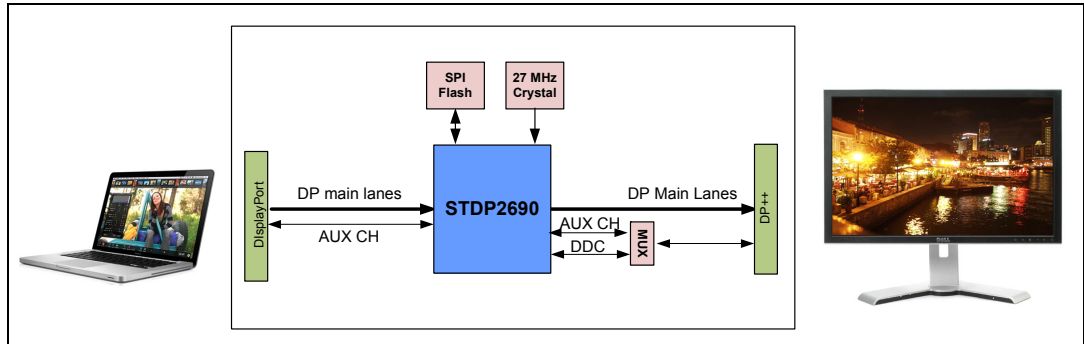 SPI
Flash
27 MHz
Crystal
DIsplayPort
DP main lanes
AUX CH
STDP2690
DP Main Lanes
AUX CH
DDC
MUX
DP++
DELL